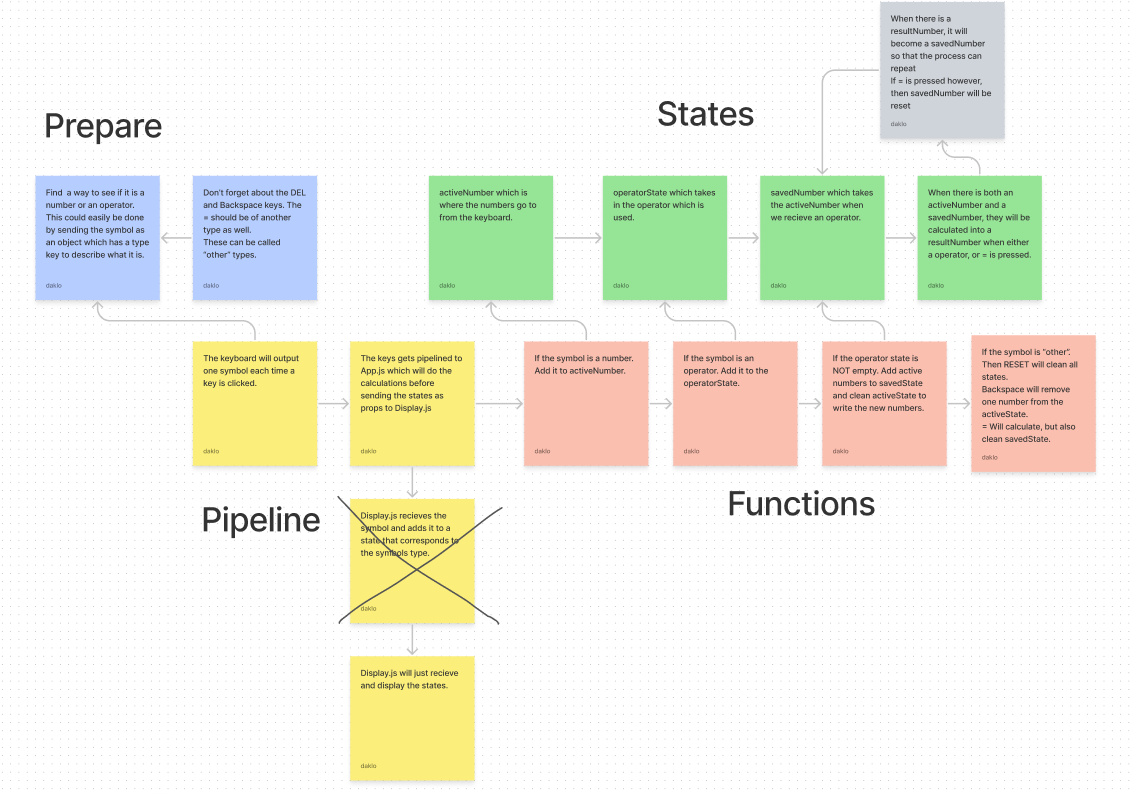 When there is a
resultNumber, it will
become a savedNumber
so that the process can
repeat
If = is pressed however,
then savedNumber will be
reset
daklo
Prepare
States
Find  a way to see if it is a
number or an operator.
This could easily be done
by sending the symbol as
an object which has a type
key to describe what it is.
daklo
Don't forget about the DEL
and Backspace keys. The
= should be of another
type as well.
These can be called
"other" types.
daklo
activeNumber which is
where the numbers go to
from the keyboard.
daklo
operatorState which takes
in the operator which is
used.
daklo
savedNumber which takes
the activeNumber when
we recieve an operator.
daklo
When there is both an
activeNumber and a
savedNumber, they will be
calculated into a
resultNumber when either
a operator, or = is pressed.
daklo
The keyboard will output
one symbol each time a
key is clicked.
daklo
The keys gets pipelined to
App.js which will do the
calculations before
sending the states as
props to Display.js
daklo
If the symbol is a number.
Add it to activeNumber.
daklo
If the symbol is an
operator. Add it to the
operatorState.
daklo
If the operator state is
NOT empty. Add active
numbers to savedState
and clean activeState to
write the new numbers.
daklo
If the symbol is "other".
Then RESET will clean all
states.
Backspace will remove
one number from the
activeState.
= Will calculate, but also
clean savedState.
daklo
Pipeline
Functions
Display.js recieves the
symbol and adds it to a
state that corresponds to
the symbols type.
daklo
Display.js will just recieve
and display the states.
daklo